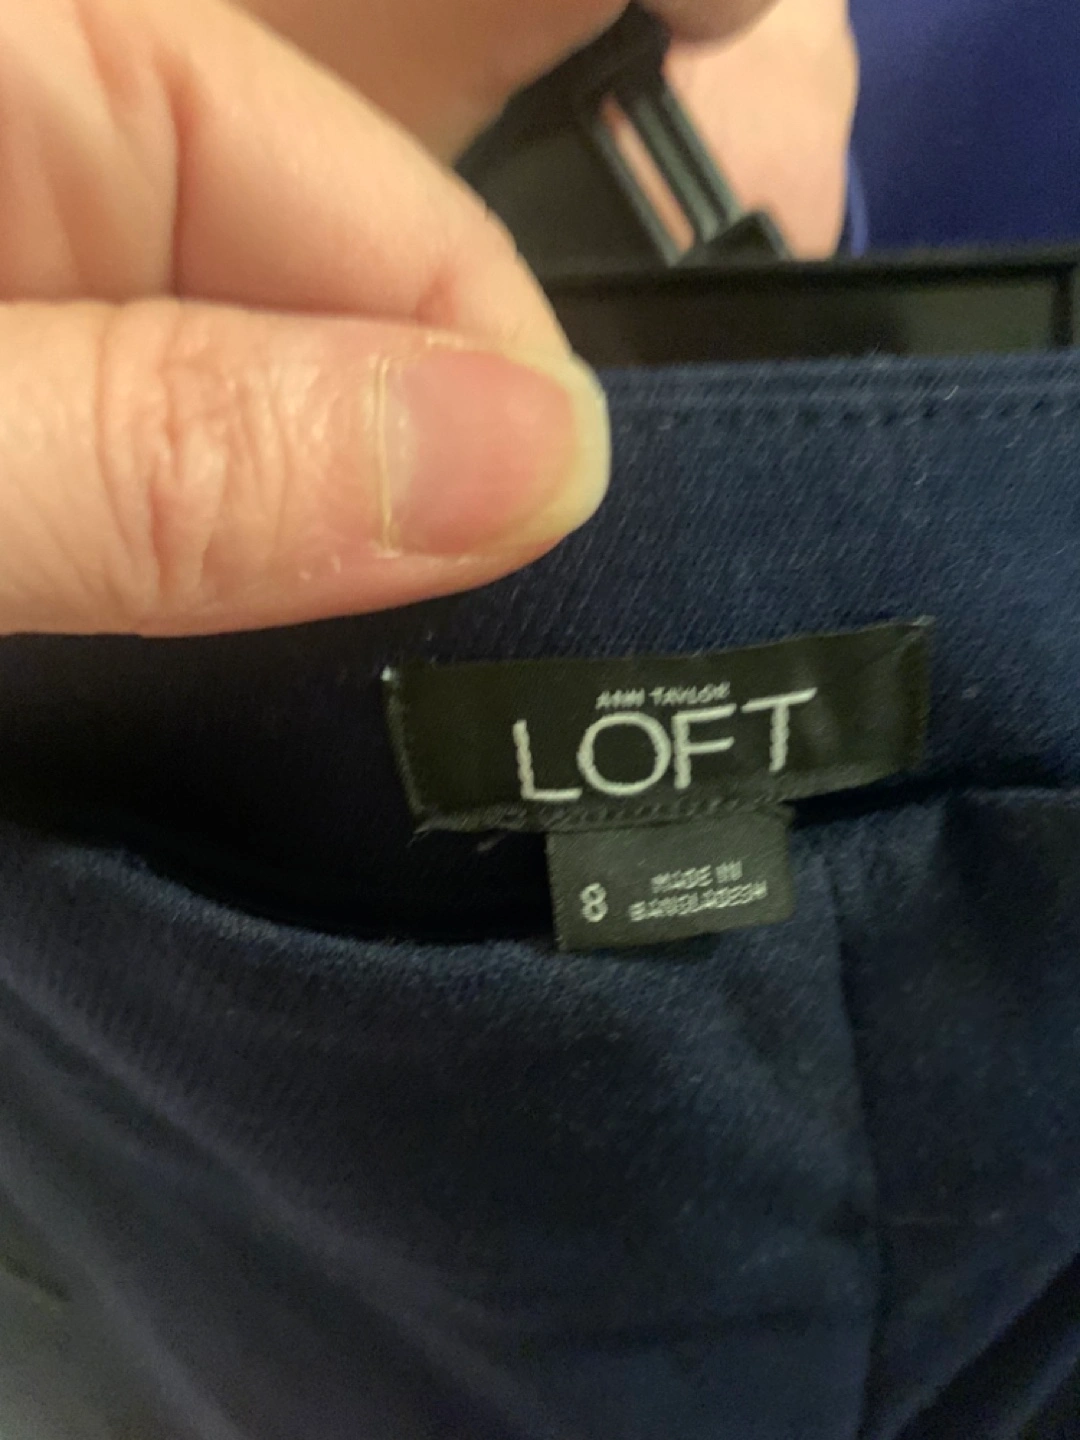 ANN TAYLOR
LOFT
8
MADE IN
BANGLADESH